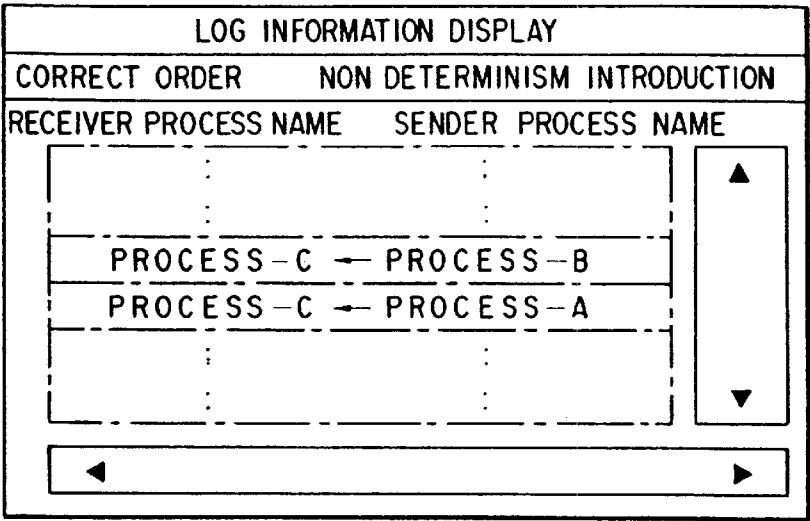 LOG INFORMATION DISPLAY
CORRECT ORDER NON DETERMINISM INTRODUCTION
RECEIVER PROCESS NAME SENDER PROCESS NAME
PROCESS-C ← PROCESS-B
PROCESS-C ← PROCESS-A